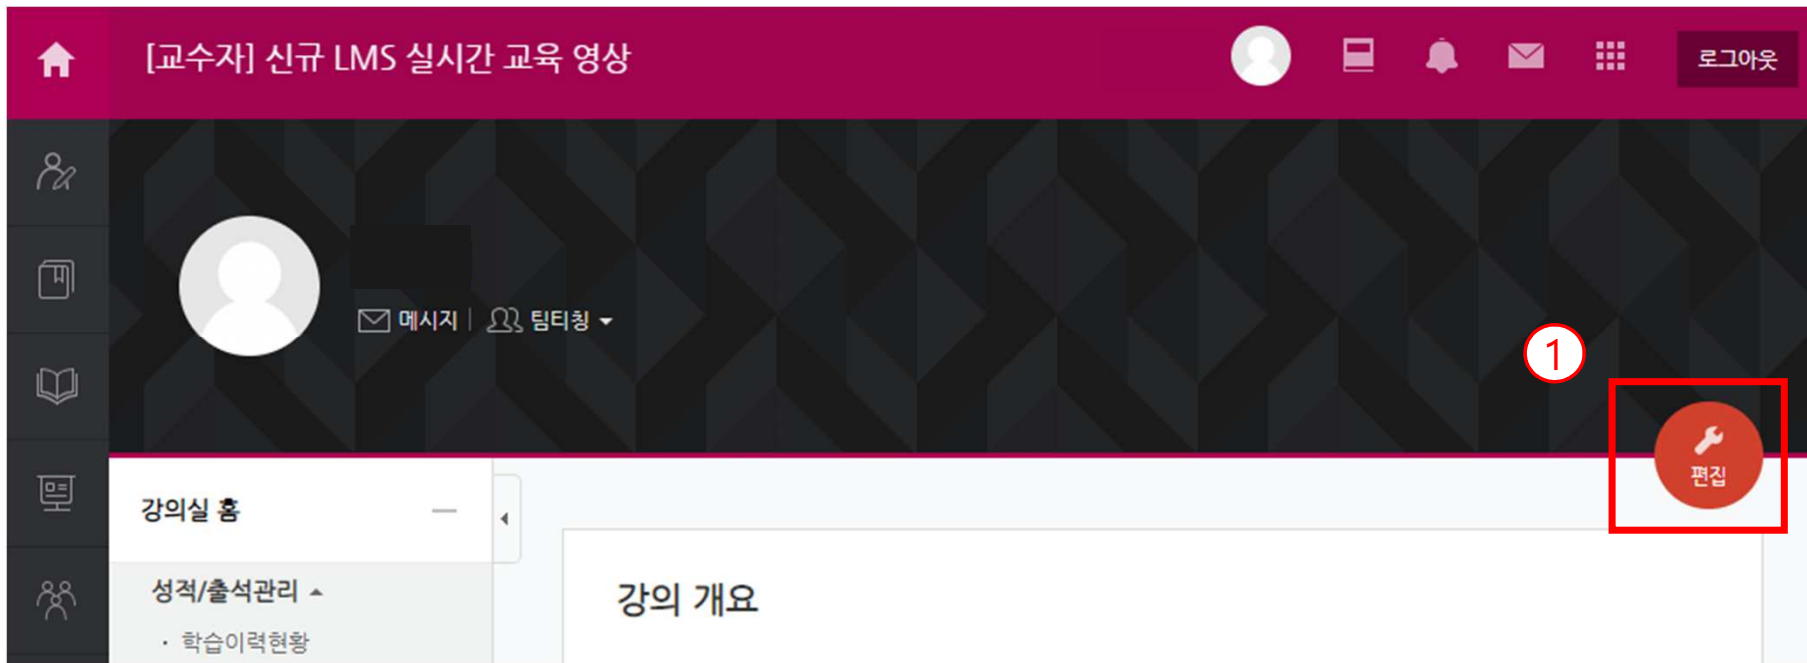 [교수자] 신규 LMS 실시간 교육 영상
로그아웃
메시지 | 팀티칭
1
편집
강의실 홈
성적/출석관리
· 학습이력현황
강의 개요